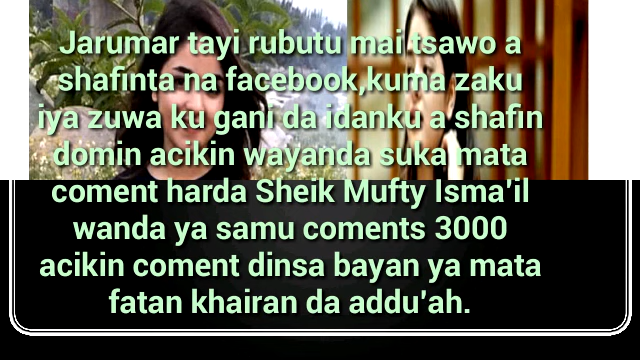 Jarumar tayi rubutu mai tsawo a
shafinta na facebook,kuma zaku
iya zuwa ku gani da idanku a shafin
domin acikin wayanda suka mata
coment harda Sheik Mufty Isma'il
wanda ya samu coments 3000
acikin coment dinsa bayan ya mata
fatan khairan da addu'ah.